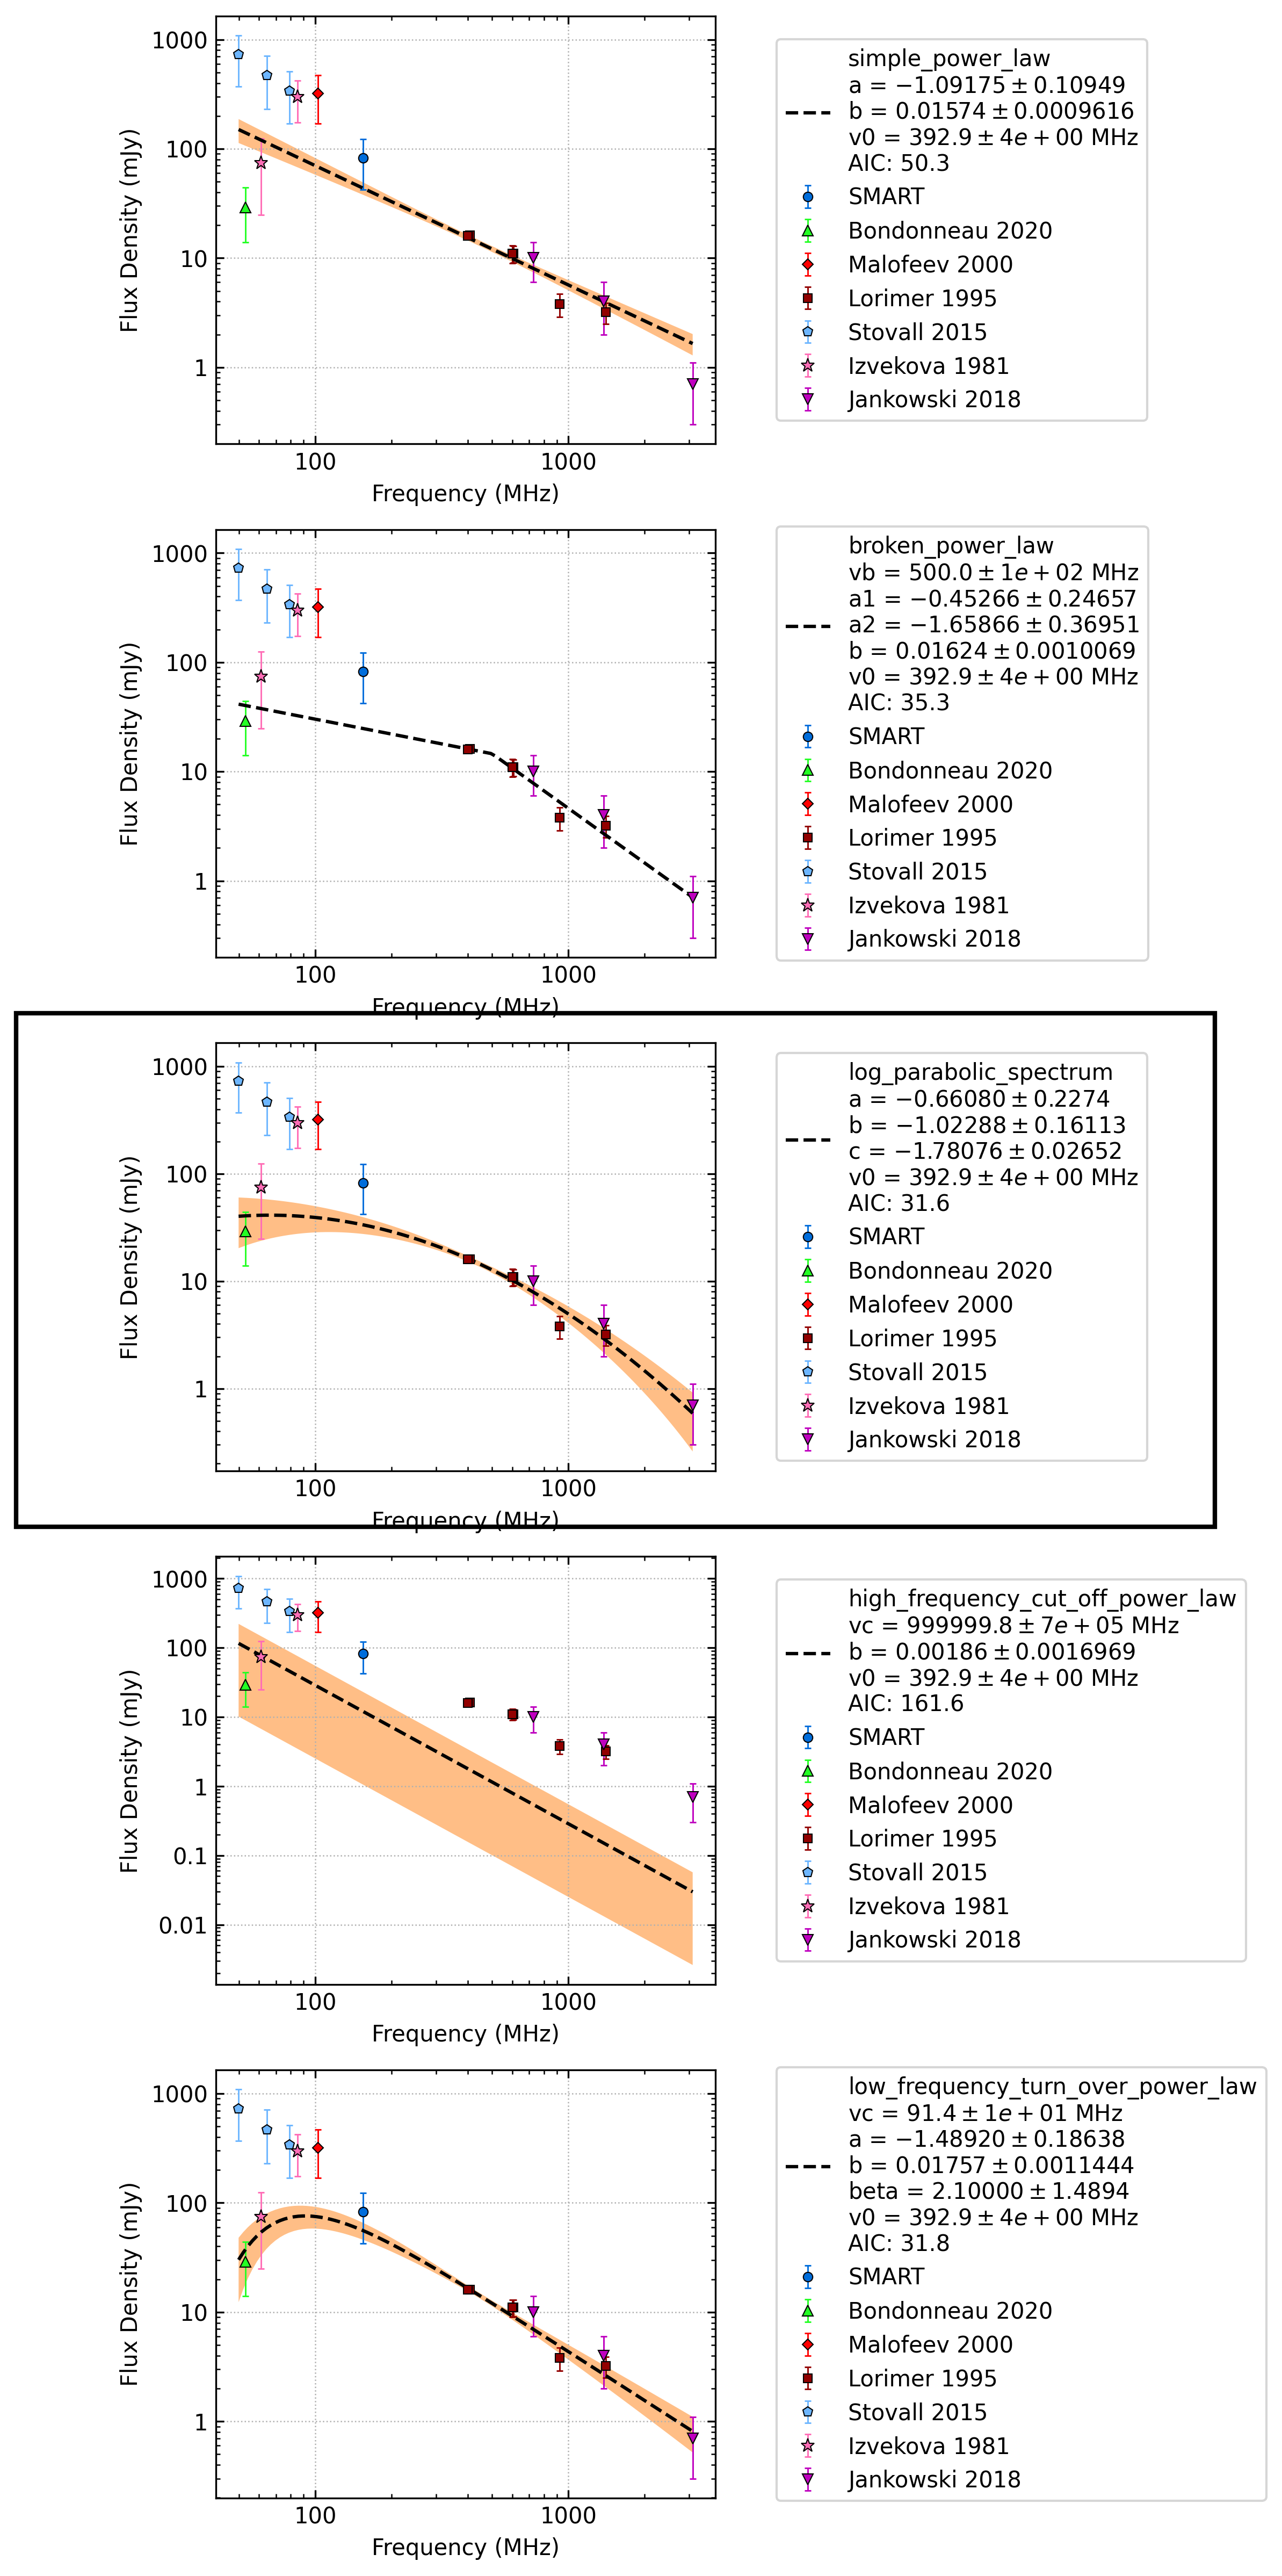 1000
100
10
1
Flux Density (mJy)
100
1000
Frequency (MHz)
simple_power_law
a = −1.09175 ± 0.10949
b = 0.01574 ± 0.0009616
v0 = 392.9 ± 4e + 00 MHz
AIC: 50.3
SMART
Bondonneau 2020
Malofeev 2000
Lorimer 1995
Stovall 2015
Izvekova 1981
Jankowski 2018
1000
100
10
1
Flux Density (mJy)
100
1000
Frequency (MHz)
broken_power_law
vb = 500.0 ± 1e + 02 MHz
a1 = −0.45266 ± 0.24657
a2 = −1.65866 ± 0.36951
b = 0.01624 ± 0.0010069
v0 = 392.9 ± 4e + 00 MHz
AIC: 35.3
SMART
Bondonneau 2020
Malofeev 2000
Lorimer 1995
Stovall 2015
Izvekova 1981
Jankowski 2018
1000
100
10
1
Flux Density (mJy)
100
1000
Frequency (MHz)
log_parabolic_spectrum
a = −0.66080 ± 0.2274
b = −1.02288 ± 0.16113
c = −1.78076 ± 0.02652
v0 = 392.9 ± 4e + 00 MHz
AIC: 31.6
SMART
Bondonneau 2020
Malofeev 2000
Lorimer 1995
Stovall 2015
Izvekova 1981
Jankowski 2018
1000
100
10
1
0.1
0.01
Flux Density (mJy)
100
1000
Frequency (MHz)
high_frequency_cut_off_power_law
vc = 999999.8 ± 7e + 05 MHz
b = 0.00186 ± 0.0016969
v0 = 392.9 ± 4e + 00 MHz
AIC: 161.6
SMART
Bondonneau 2020
Malofeev 2000
Lorimer 1995
Stovall 2015
Izvekova 1981
Jankowski 2018
1000
100
10
1
Flux Density (mJy)
100
1000
Frequency (MHz)
low_frequency_turn_over_power_law
vc = 91.4 ± 1e + 01 MHz
a = −1.48920 ± 0.18638
b = 0.01757 ± 0.0011444
beta = 2.10000 ± 1.4894
v0 = 392.9 ± 4e + 00 MHz
AIC: 31.8
SMART
Bondonneau 2020
Malofeev 2000
Lorimer 1995
Stovall 2015
Izvekova 1981
Jankowski 2018